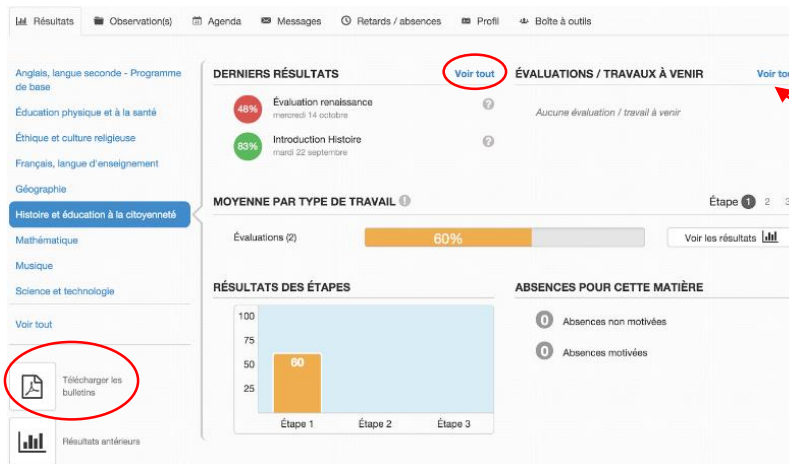 Résultats Observation(s) Agenda Messages Retards / absences Profil Boîte à outils
Anglais, langue seconde - Programme
de base
Éducation physique et à la santé
Éthique et culture religieuse
Français, langue d'enseignement
Géographie
Histoire et éducation à la citoyenneté
Mathématique
Musique
Science et technologie
Voir tout
Télécharger les
bulletins
Résultats antérieurs
DERNIERS RÉSULTATS Voir tout
48% Évaluation renaissance ?
mercredi 14 octobre
83% Introduction Histoire ?
mardi 22 septembre
ÉVALUATIONS / TRAVAUX À VENIR Voir tou
Aucune évaluation / travail à venir
MOYENNE PAR TYPE DE TRAVAIL ! Étape 1 2 3
Évaluations (2) 60% Voir les résultats
RÉSULTATS DES ÉTAPES
100
75
50
25
60
Étape 1 Étape 2 Étape 3
ABSENCES POUR CETTE MATIÈRE
0 Absences non motivées
0 Absences motivées